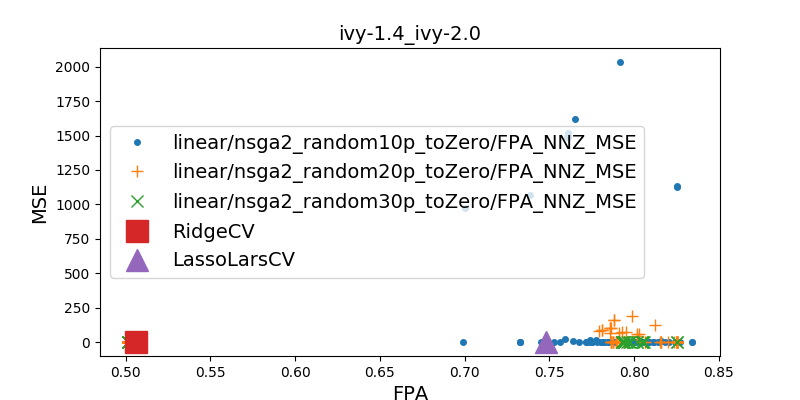 ivy-1.4_ivy-2.0
MSE
2000
1750
1500
1250
1000
750
500
250
0
linear/nsga2_random10p_toZero/FPA_NNZ_MSE
linear/nsga2_random20p_toZero/FPA_NNZ_MSE
linear/nsga2_random30p_toZero/FPA_NNZ_MSE
RidgeCV
LassoLarsCV
0.50 0.55 0.60 0.65 0.70 0.75 0.80 0.85
FPA